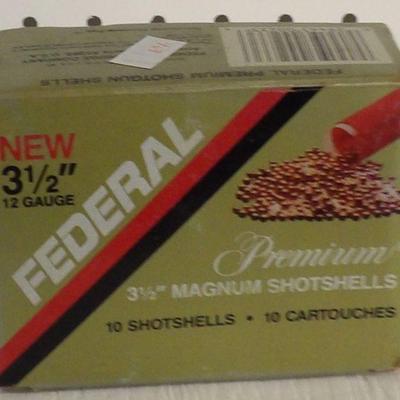 FEDERAL PREMIUM SHOTGUN SHELLS
NEW
3½"
12 GAUGE
FEDERAL
Premium
3½" MAGNUM SHOTSHELLS
10 SHOTSHELLS • 10 CARTOUCHES